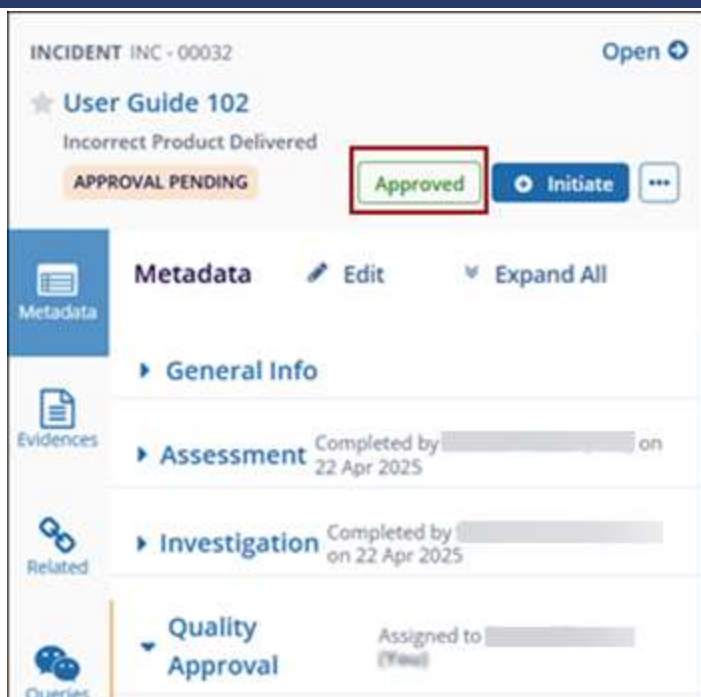 INCIDENT INC - 00032
Open
User Guide 102
Incorrect Product Delivered
APPROVAL PENDING
Approved
Initiate
Metadata
Metadata
Edit
Expand All
General Info
Evidences
Assessment
Completed by on
22 Apr 2025
Related
Investigation
Completed by
on 22 Apr 2025
Quality
Approval
Assigned to
(You)
Queries